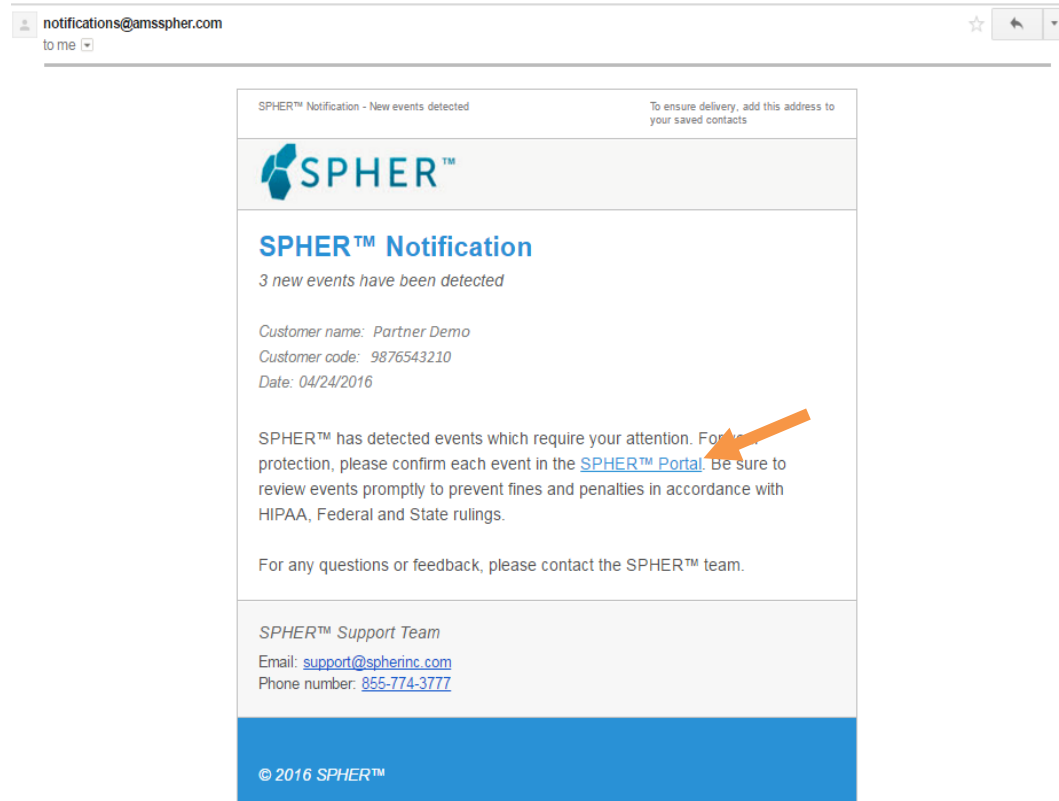 notifications@amsspher.com
to me
SPHER™ Notification - New events detected
To ensure delivery, add this address to
your saved contacts
SPHER™
SPHER™ Notification
3 new events have been detected
Customer name: Partner Demo
Customer code: 9876543210
Date: 04/24/2016
SPHER™ has detected events which require your attention. For
protection, please confirm each event in the SPHER™ Portal. Be sure to
review events promptly to prevent fines and penalties in accordance with
HIPAA, Federal and State rulings.
For any questions or feedback, please contact the SPHER™ team.
SPHER™ Support Team
Email: support@spherinc.com
Phone number: 855-774-3777
© 2016 SPHER™